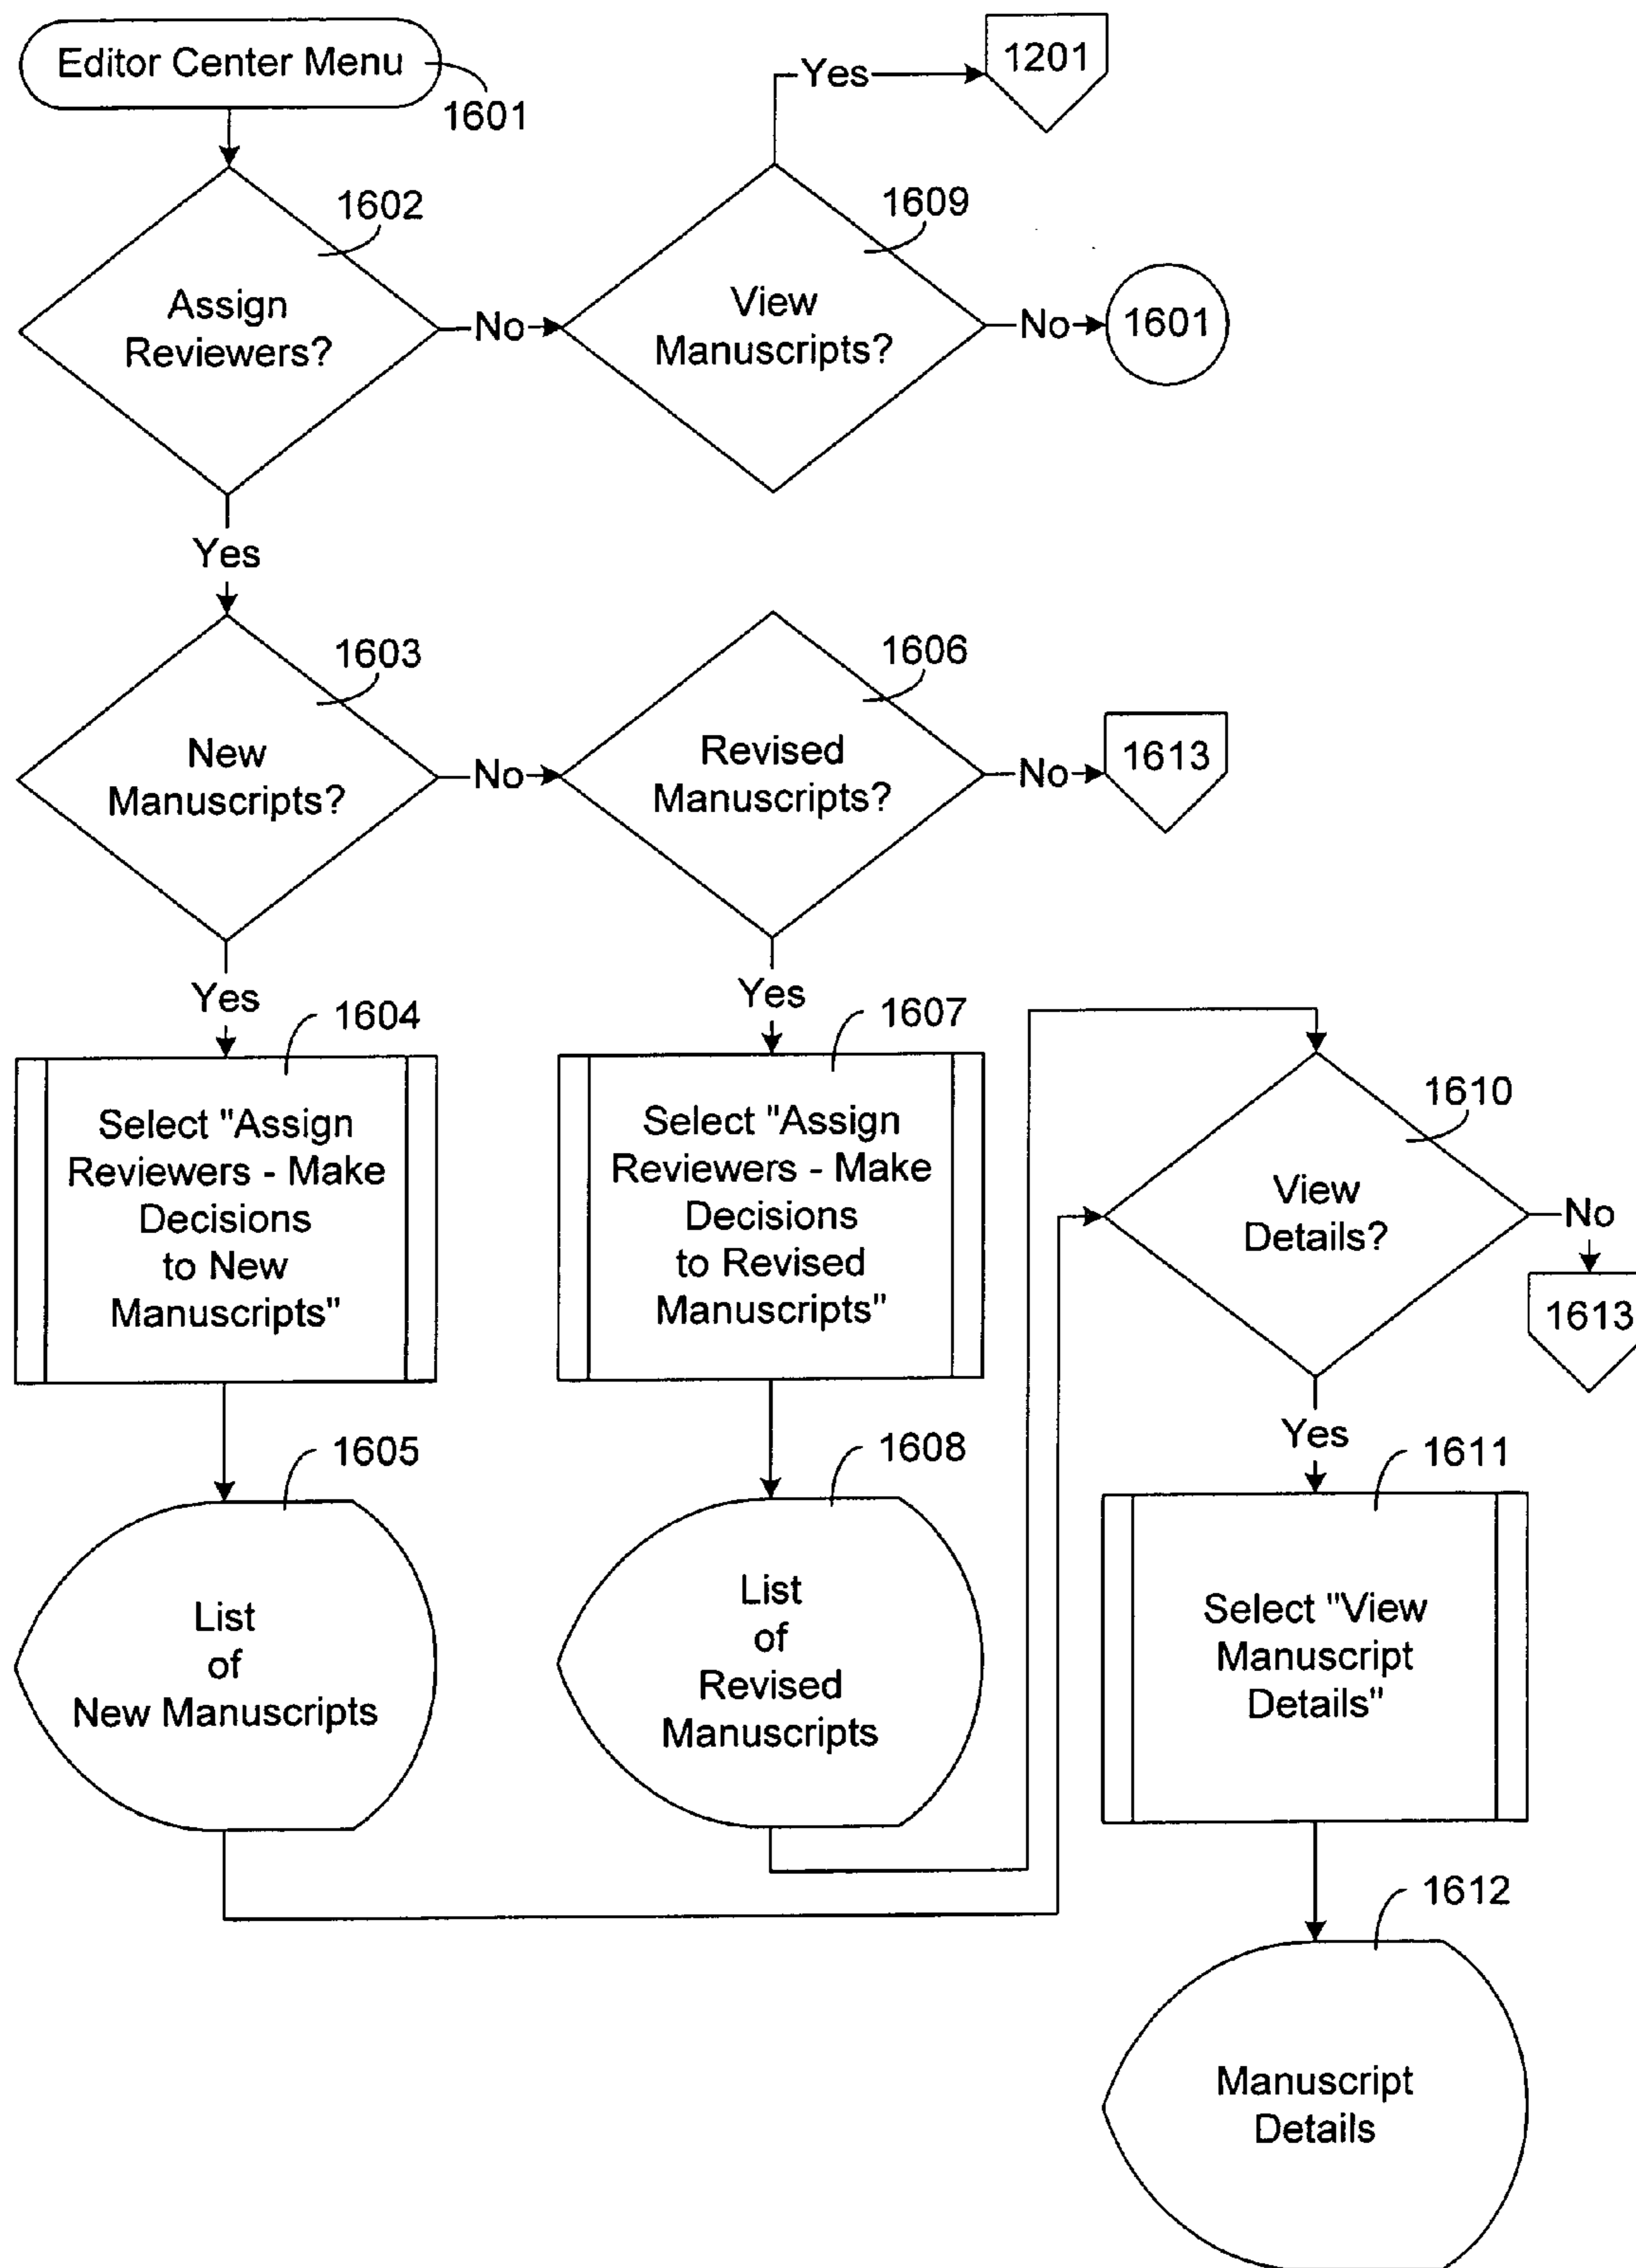 Editor Center Menu
1601
Yes
1201
1602
Assign
Reviewers?
No
1609
View
Manuscripts?
No
1601
Yes
1603
New
Manuscripts?
No
1606
Revised
Manuscripts?
No
1613
Yes
1604
Select "Assign
Reviewers - Make
Decisions
to New
Manuscripts"
Yes
1607
Select "Assign
Reviewers - Make
Decisions
to Revised
Manuscripts"
1610
View
Details?
No
1613
1605
List
of
New Manuscripts
1608
List
of
Revised
Manuscripts
Yes
1611
Select "View
Manuscript
Details"
1612
Manuscript
Details